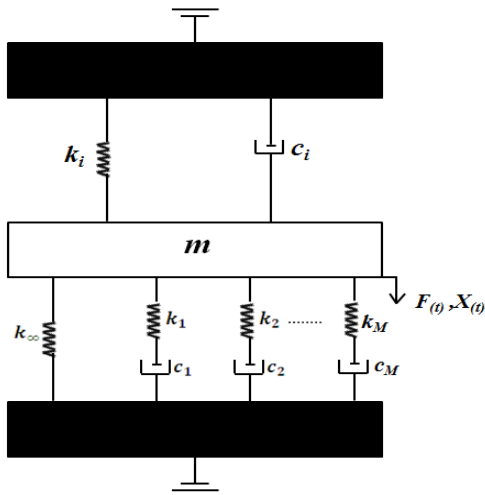 k_i
c_i
m
F_(t) ,X_(t)
k_∞ k_1 k_2 ........ k_M
c_1 c_2 c_M